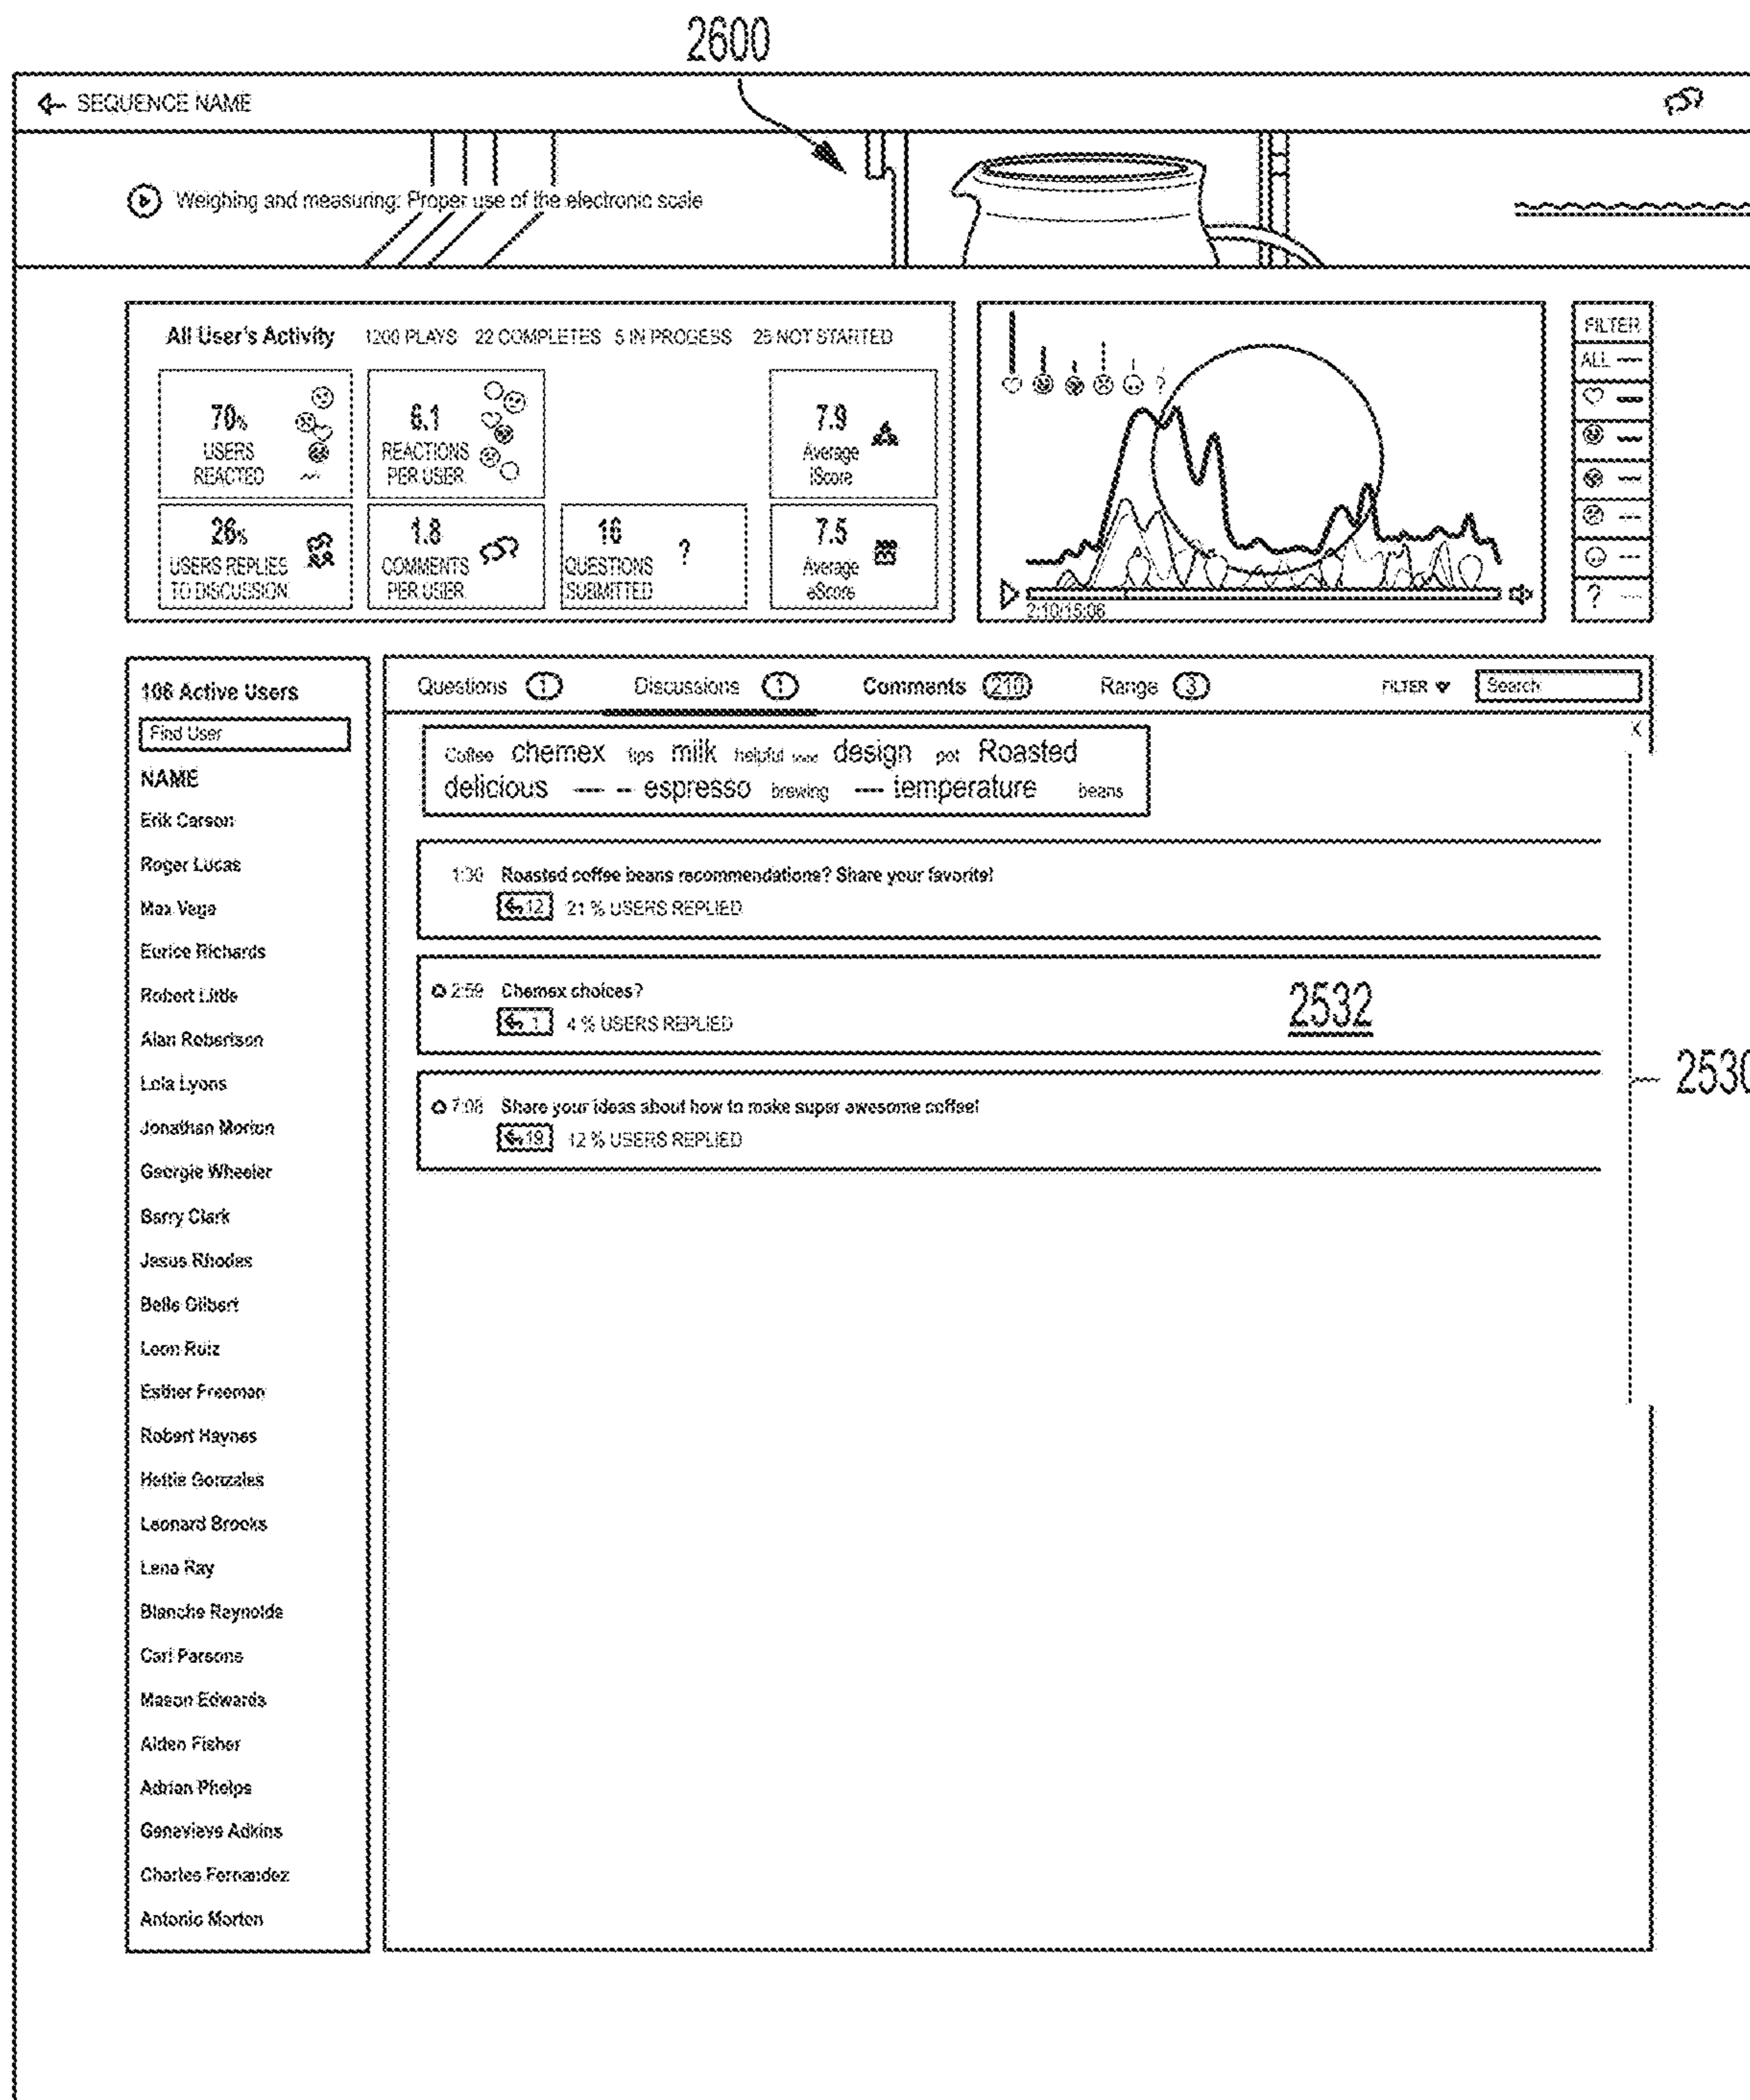 2600
SEQUENCE NAME
Weighing and measuring: Proper use of the electronic scale
All User's Activity 1200 PLAYS 22 COMPLETES 5 IN PROGESS 25 NOT STARTED
70% USERS REACTED
6.1 REACTIONS PER USER
7.9 Average iScore
26% USERS REPLIES TO DISCUSSION
1.8 COMMENTS PER USER
16 QUESTIONS SUBMITTED
?
7.5 Average eScore
?
2:10/15:06
FILTER
ALL
?
106 Active Users
Find User
NAME
Erik Carson
Roger Lucas
Max Vega
Eurice Richards
Robert Little
Alan Robertson
Lola Lyons
Jonathan Morton
Georgie Wheeler
Barry Clark
Jesus Rhodes
Belle Gilbert
Leon Ruiz
Esther Freeman
Robert Haynes
Hettie Gonzales
Leonard Brooks
Lena Ray
Blanche Reynolds
Carl Parsons
Mason Edwards
Aiden Fisher
Adrian Phelps
Genevieve Adkins
Charles Fernandez
Antonio Morton
Questions 1 Discussions 1 Comments 210 Range 3 FILTER Search
X
Coffee chemex tips milk helpful design pot Roasted
delicious espresso brewing temperature beans
1:30 Roasted coffee beans recommendations? Share your favorite!
12 21 % USERS REPLIED
2:59 Chemex choices?
1 4 % USERS REPLIED
2532
2530
7:08 Share your ideas about how to make super awesome coffee!
19 12 % USERS REPLIED